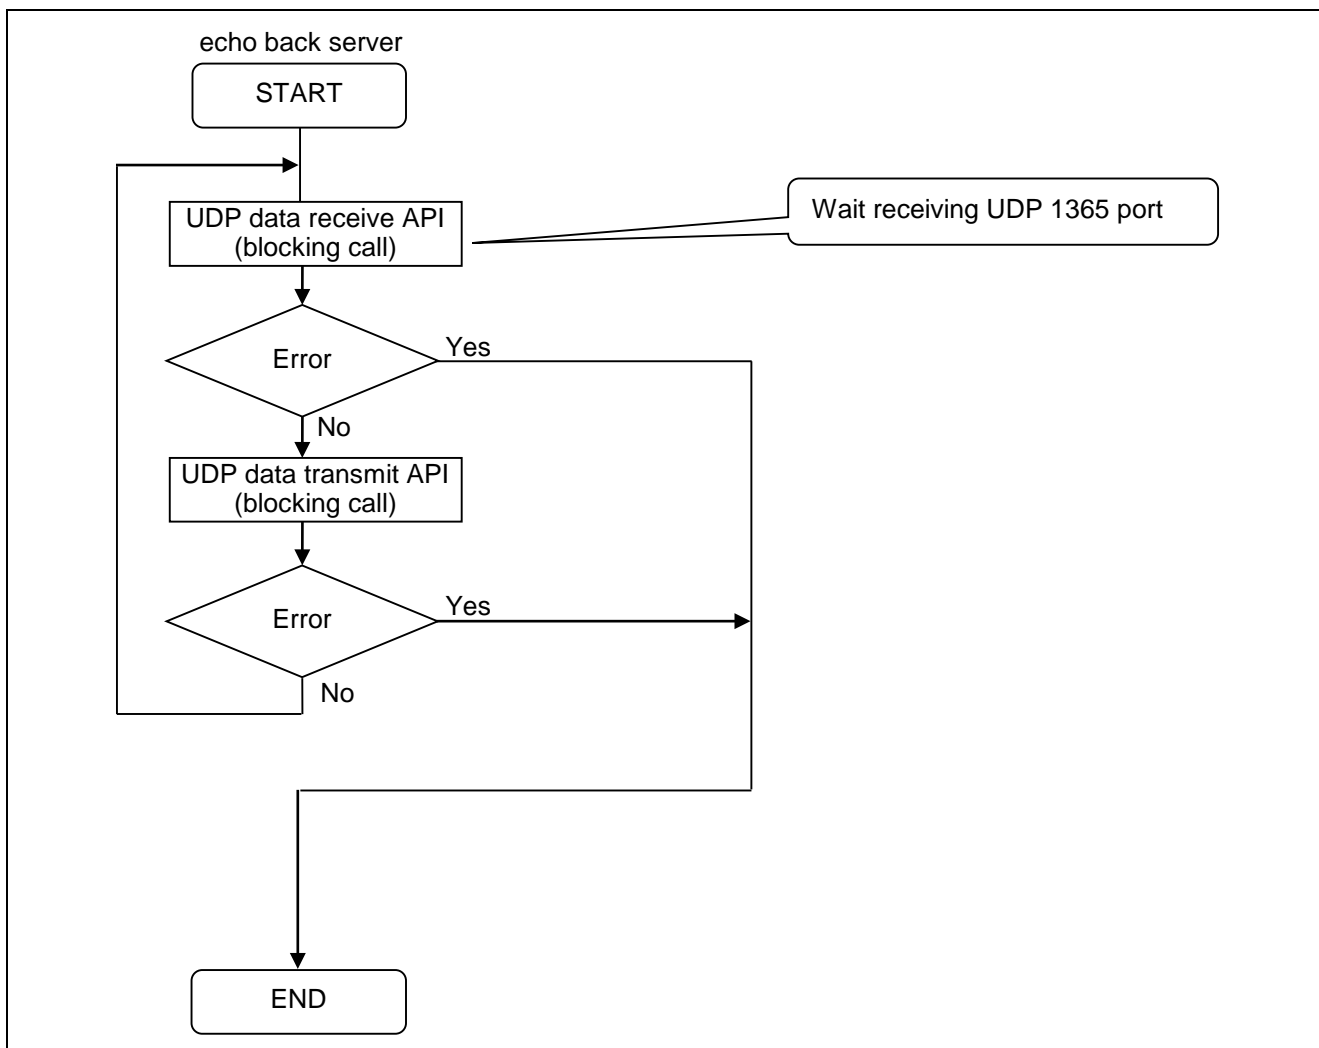 echo back server
START
UDP data receive API
(blocking call)
Wait receiving UDP 1365 port
Error
Yes
No
UDP data transmit API
(blocking call)
Error
Yes
No
END